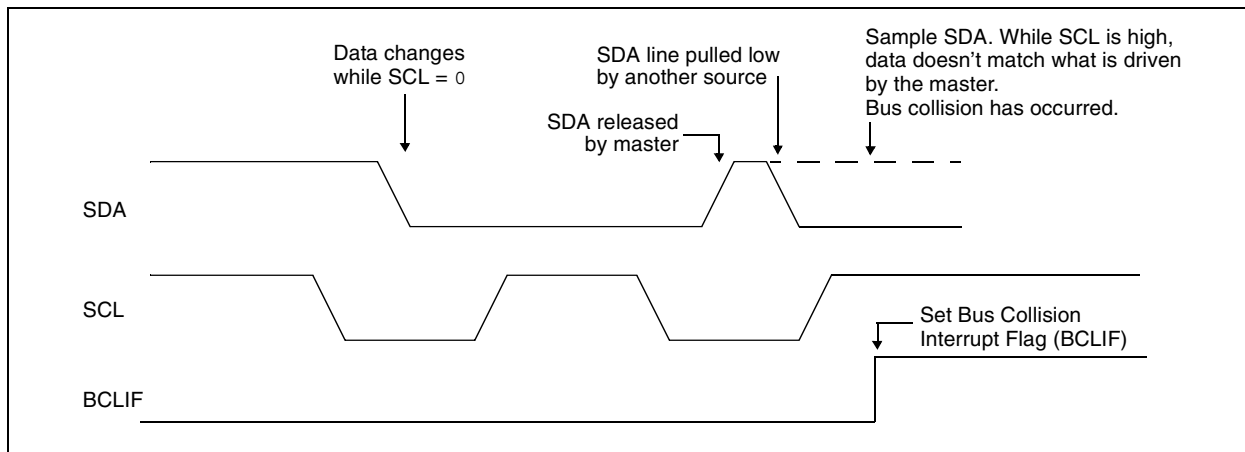 Data changes
while SCL = 0
SDA line pulled low
by another source
SDA released
by master
Sample SDA. While SCL is high,
data doesn't match what is driven
by the master.
Bus collision has occurred.
SDA
SCL
Set Bus Collision
Interrupt Flag (BCLIF)
BCLIF